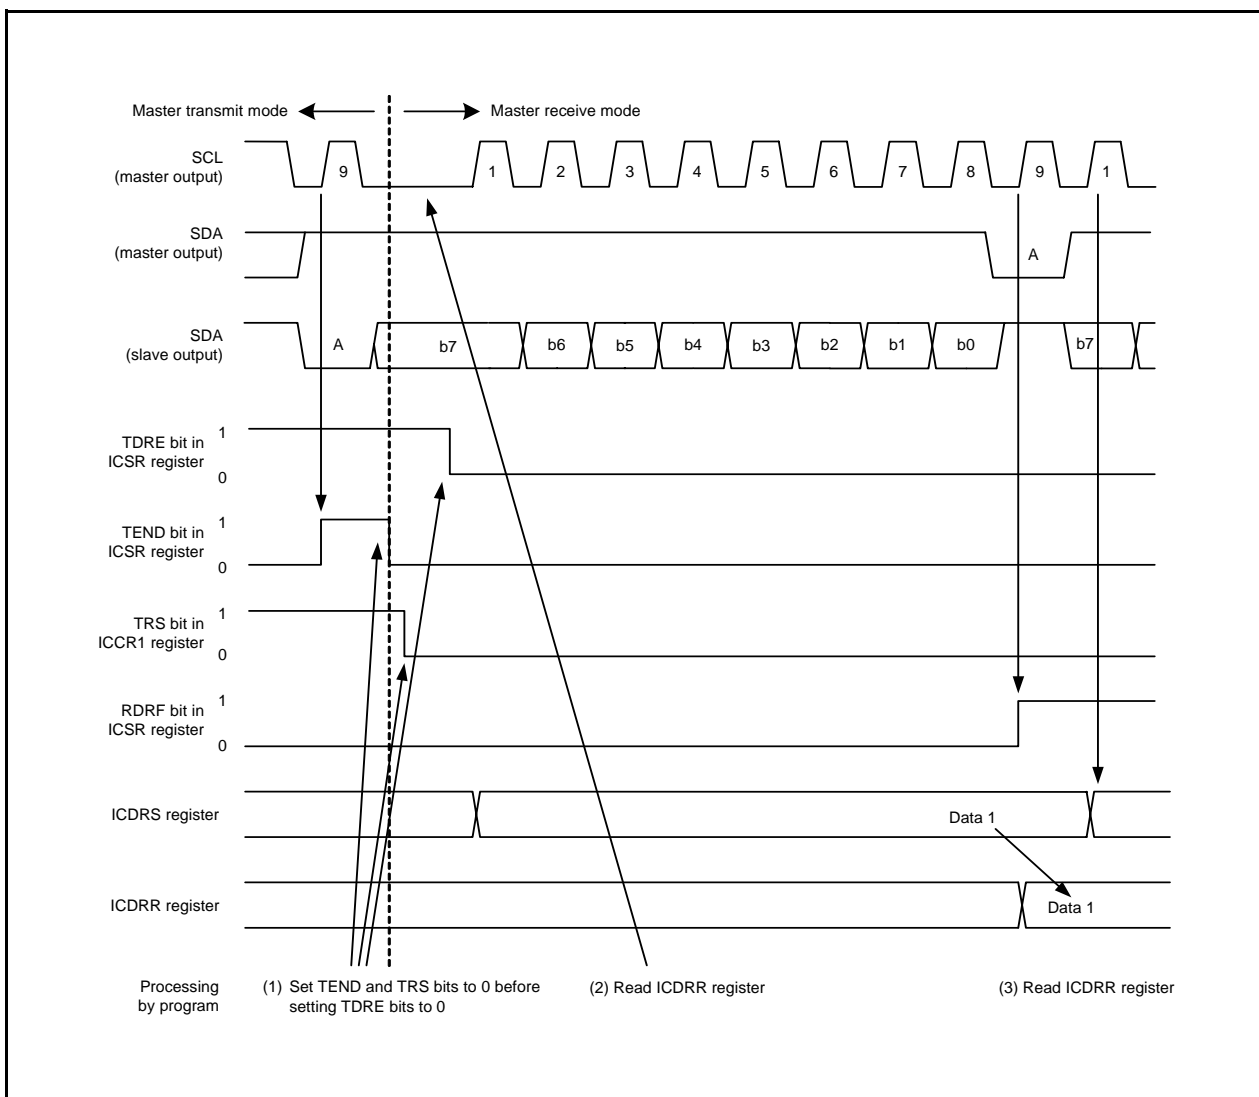 Master transmit mode
Master receive mode
SCL
(master output)
9
1
2
3
4
5
6
7
8
9
1
SDA
(master output)
A
SDA
(slave output)
A
b7
b6
b5
b4
b3
b2
b1
b0
b7
TDRE bit in
ICSR register
1
0
TEND bit in
ICSR register
1
0
TRS bit in
ICCR1 register
1
0
RDRF bit in
ICSR register
1
0
ICDRS register
Data 1
ICDRR register
Data 1
Processing
by program
(1) Set TEND and TRS bits to 0 before
setting TDRE bits to 0
(2) Read ICDRR register
(3) Read ICDRR register